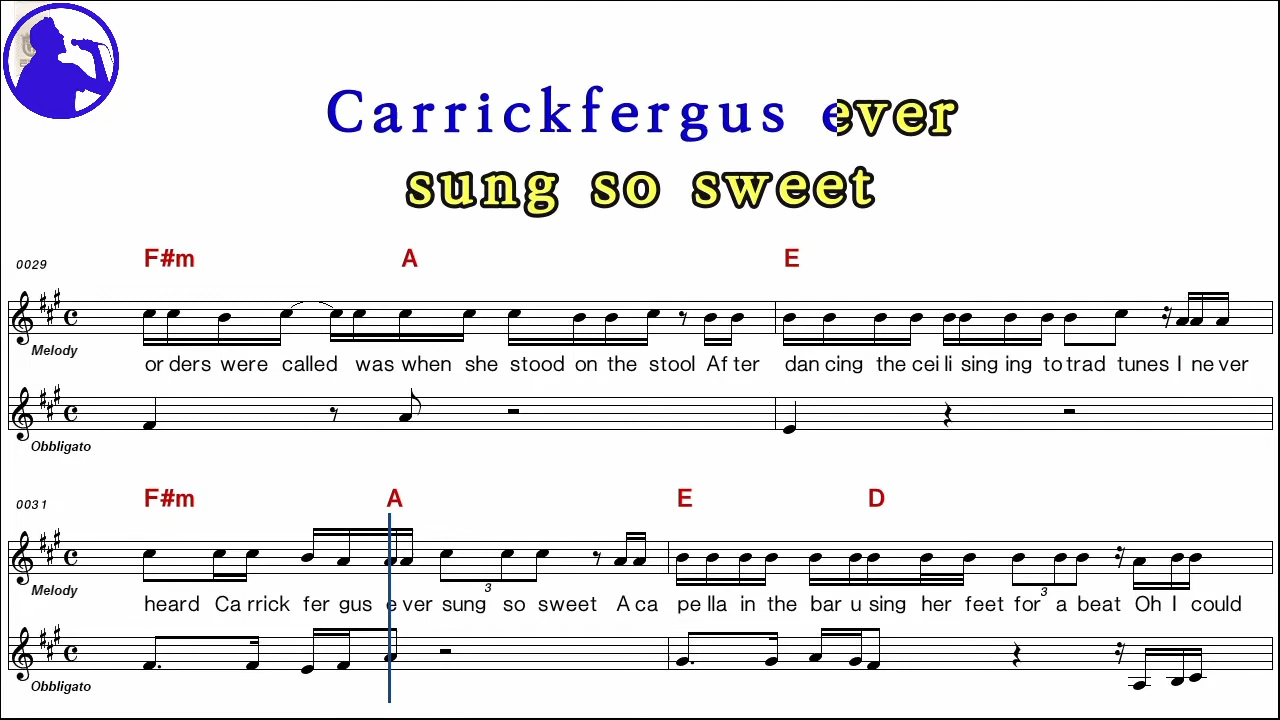 Carrickfergus ever
sung so sweet
0029 F#m A E
Melody
or ders were called was when she stood on the stool Af ter dan cing the cei li sing ing to trad tunes I ne ver
Obbligato
0031 F#m A E D
3 3
Melody
heard Ca rrick fer gus e ver sung so sweet A ca pe lla in the bar u sing her feet for a beat Oh I could
Obbligato